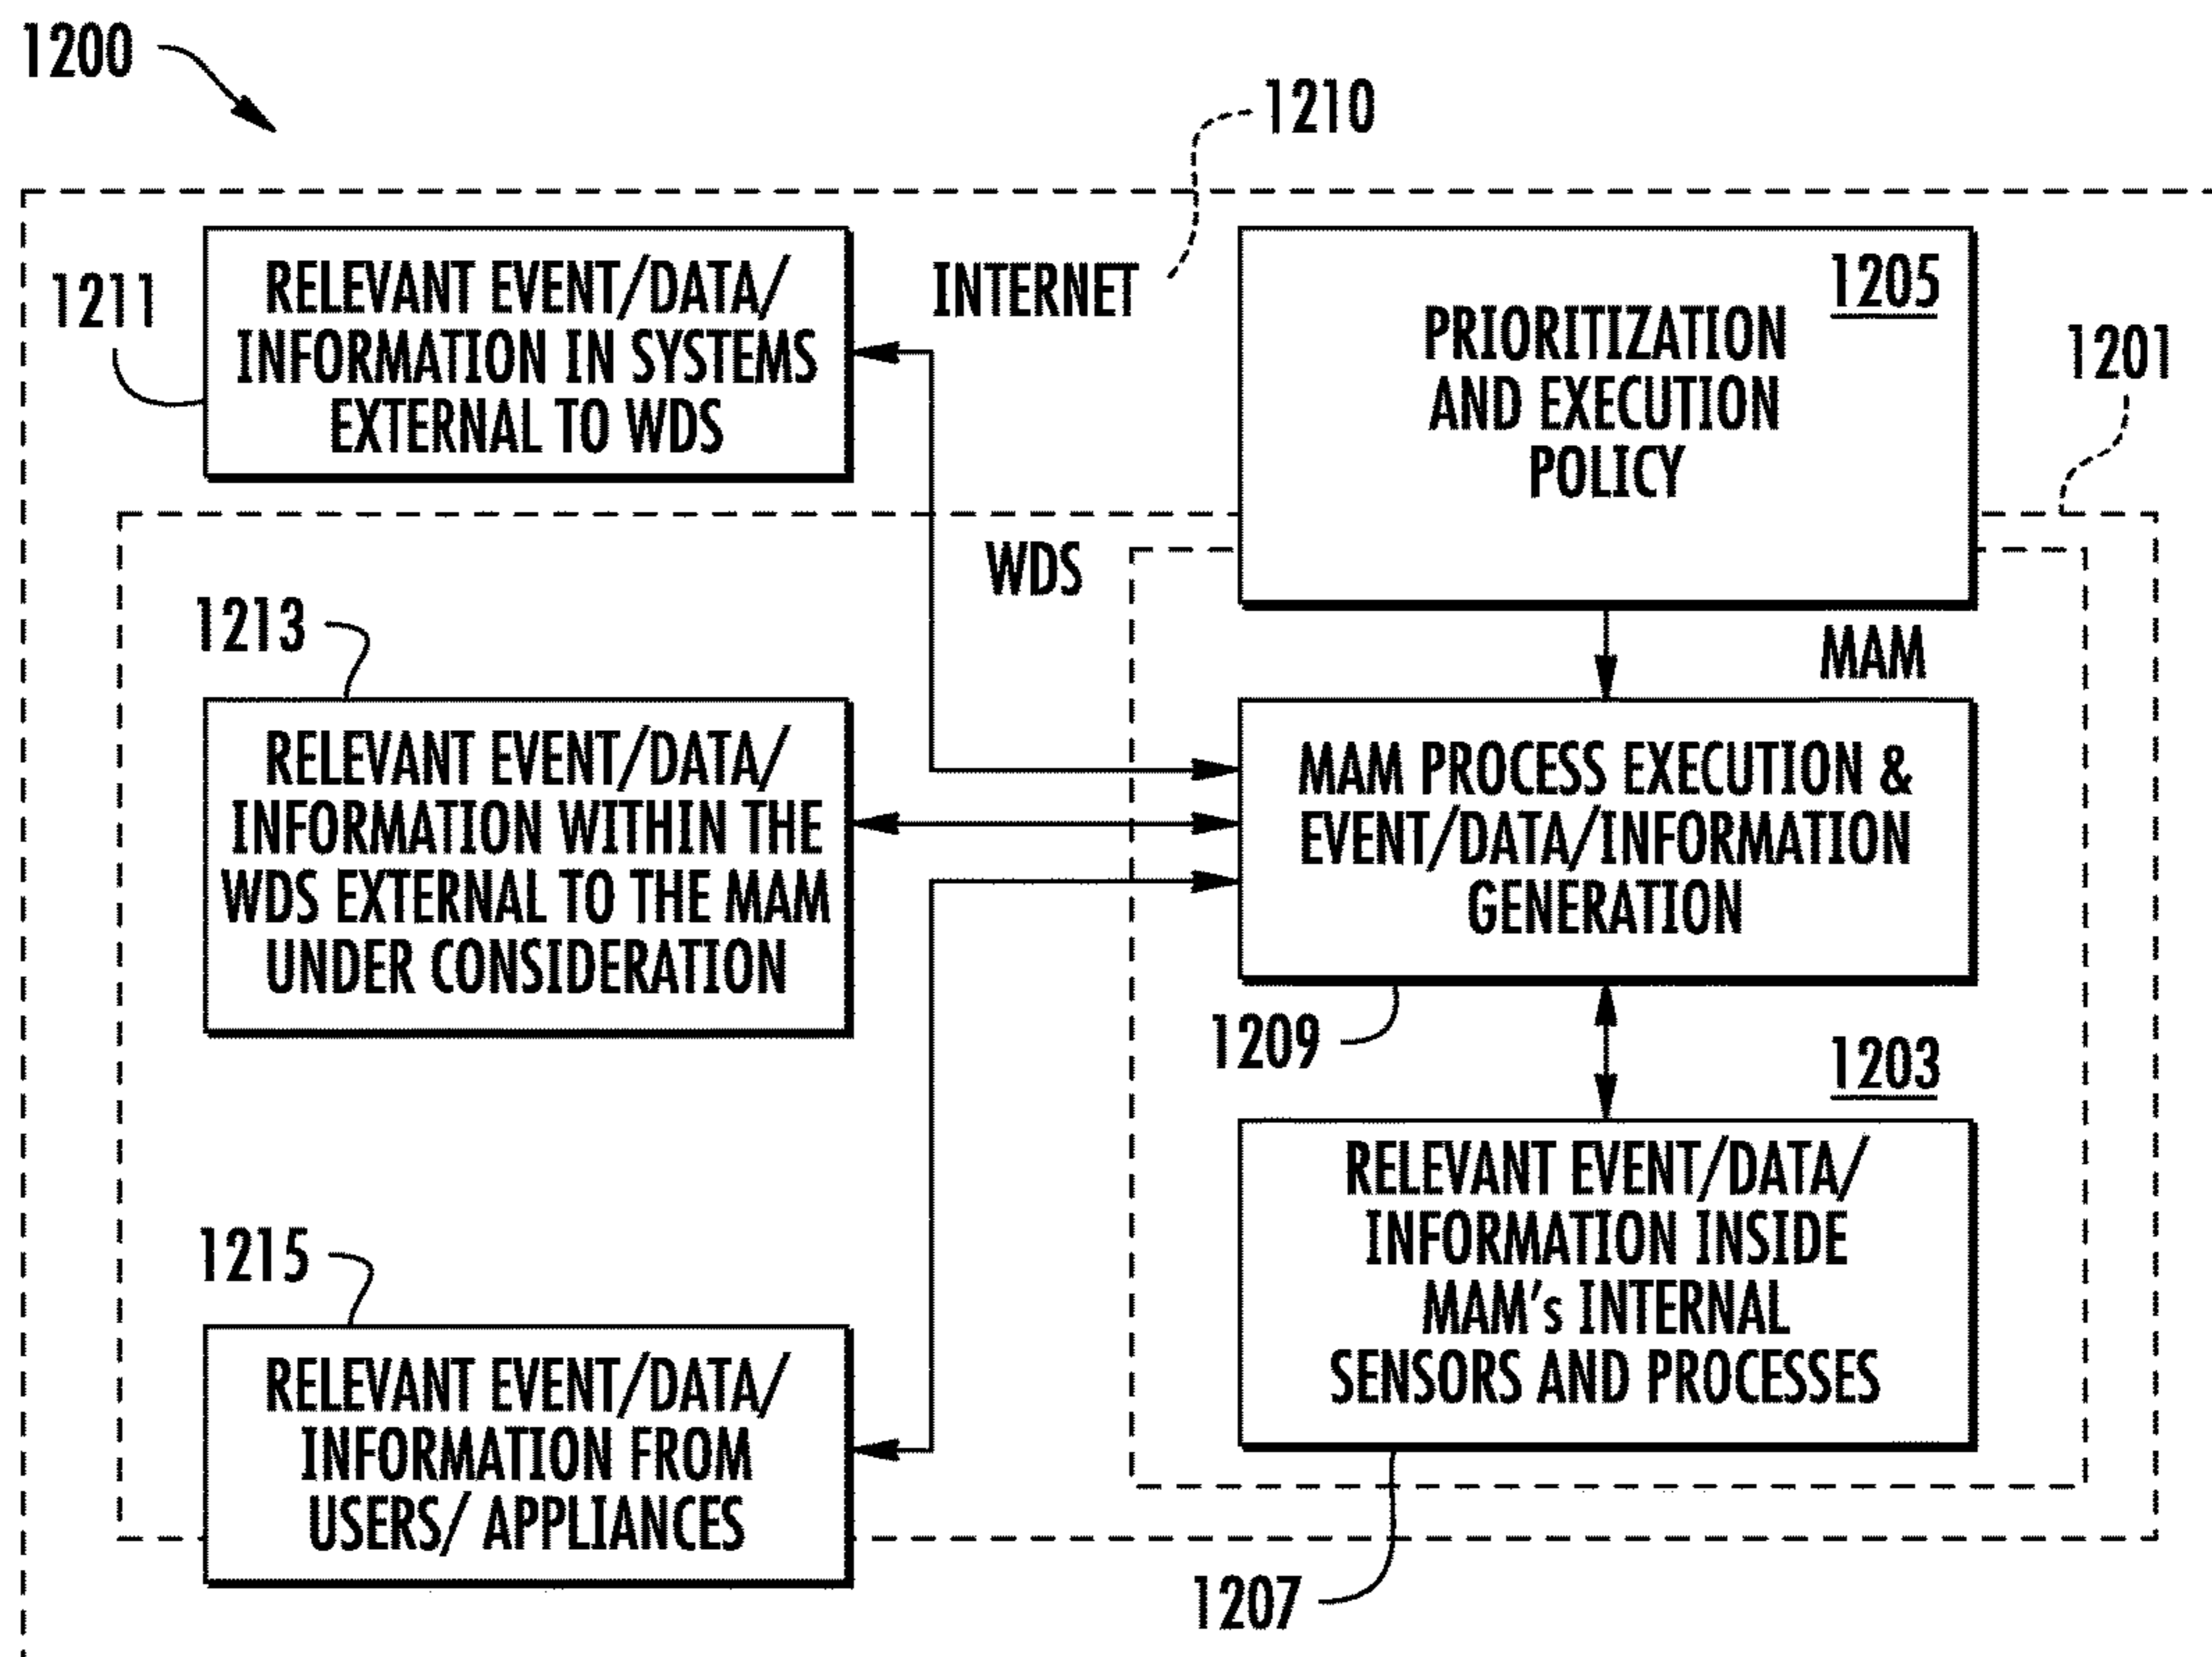 1200
1210
1211
RELEVANT EVENT/DATA/
INFORMATION IN SYSTEMS
EXTERNAL TO WDS
INTERNET
1205
PRIORITIZATION
AND EXECUTION
POLICY
1201
WDS
MAM
1213
RELEVANT EVENT/DATA/
INFORMATION WITHIN THE
WDS EXTERNAL TO THE MAM
UNDER CONSIDERATION
MAM PROCESS EXECUTION &
EVENT/DATA/INFORMATION
GENERATION
1209
1203
1215
RELEVANT EVENT/DATA/
INFORMATION FROM
USERS/ APPLIANCES
RELEVANT EVENT/DATA/
INFORMATION INSIDE
MAM's INTERNAL
SENSORS AND PROCESSES
1207